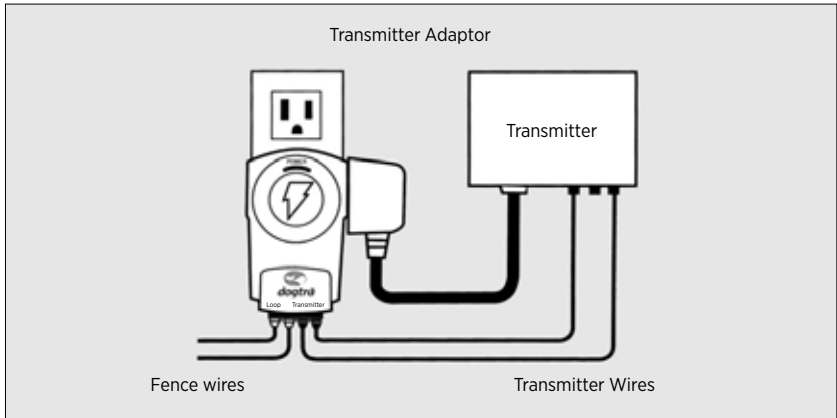 Transmitter Adaptor
Transmitter
POWER
dogtra
Loop Transmitter
Fence wires Transmitter Wires